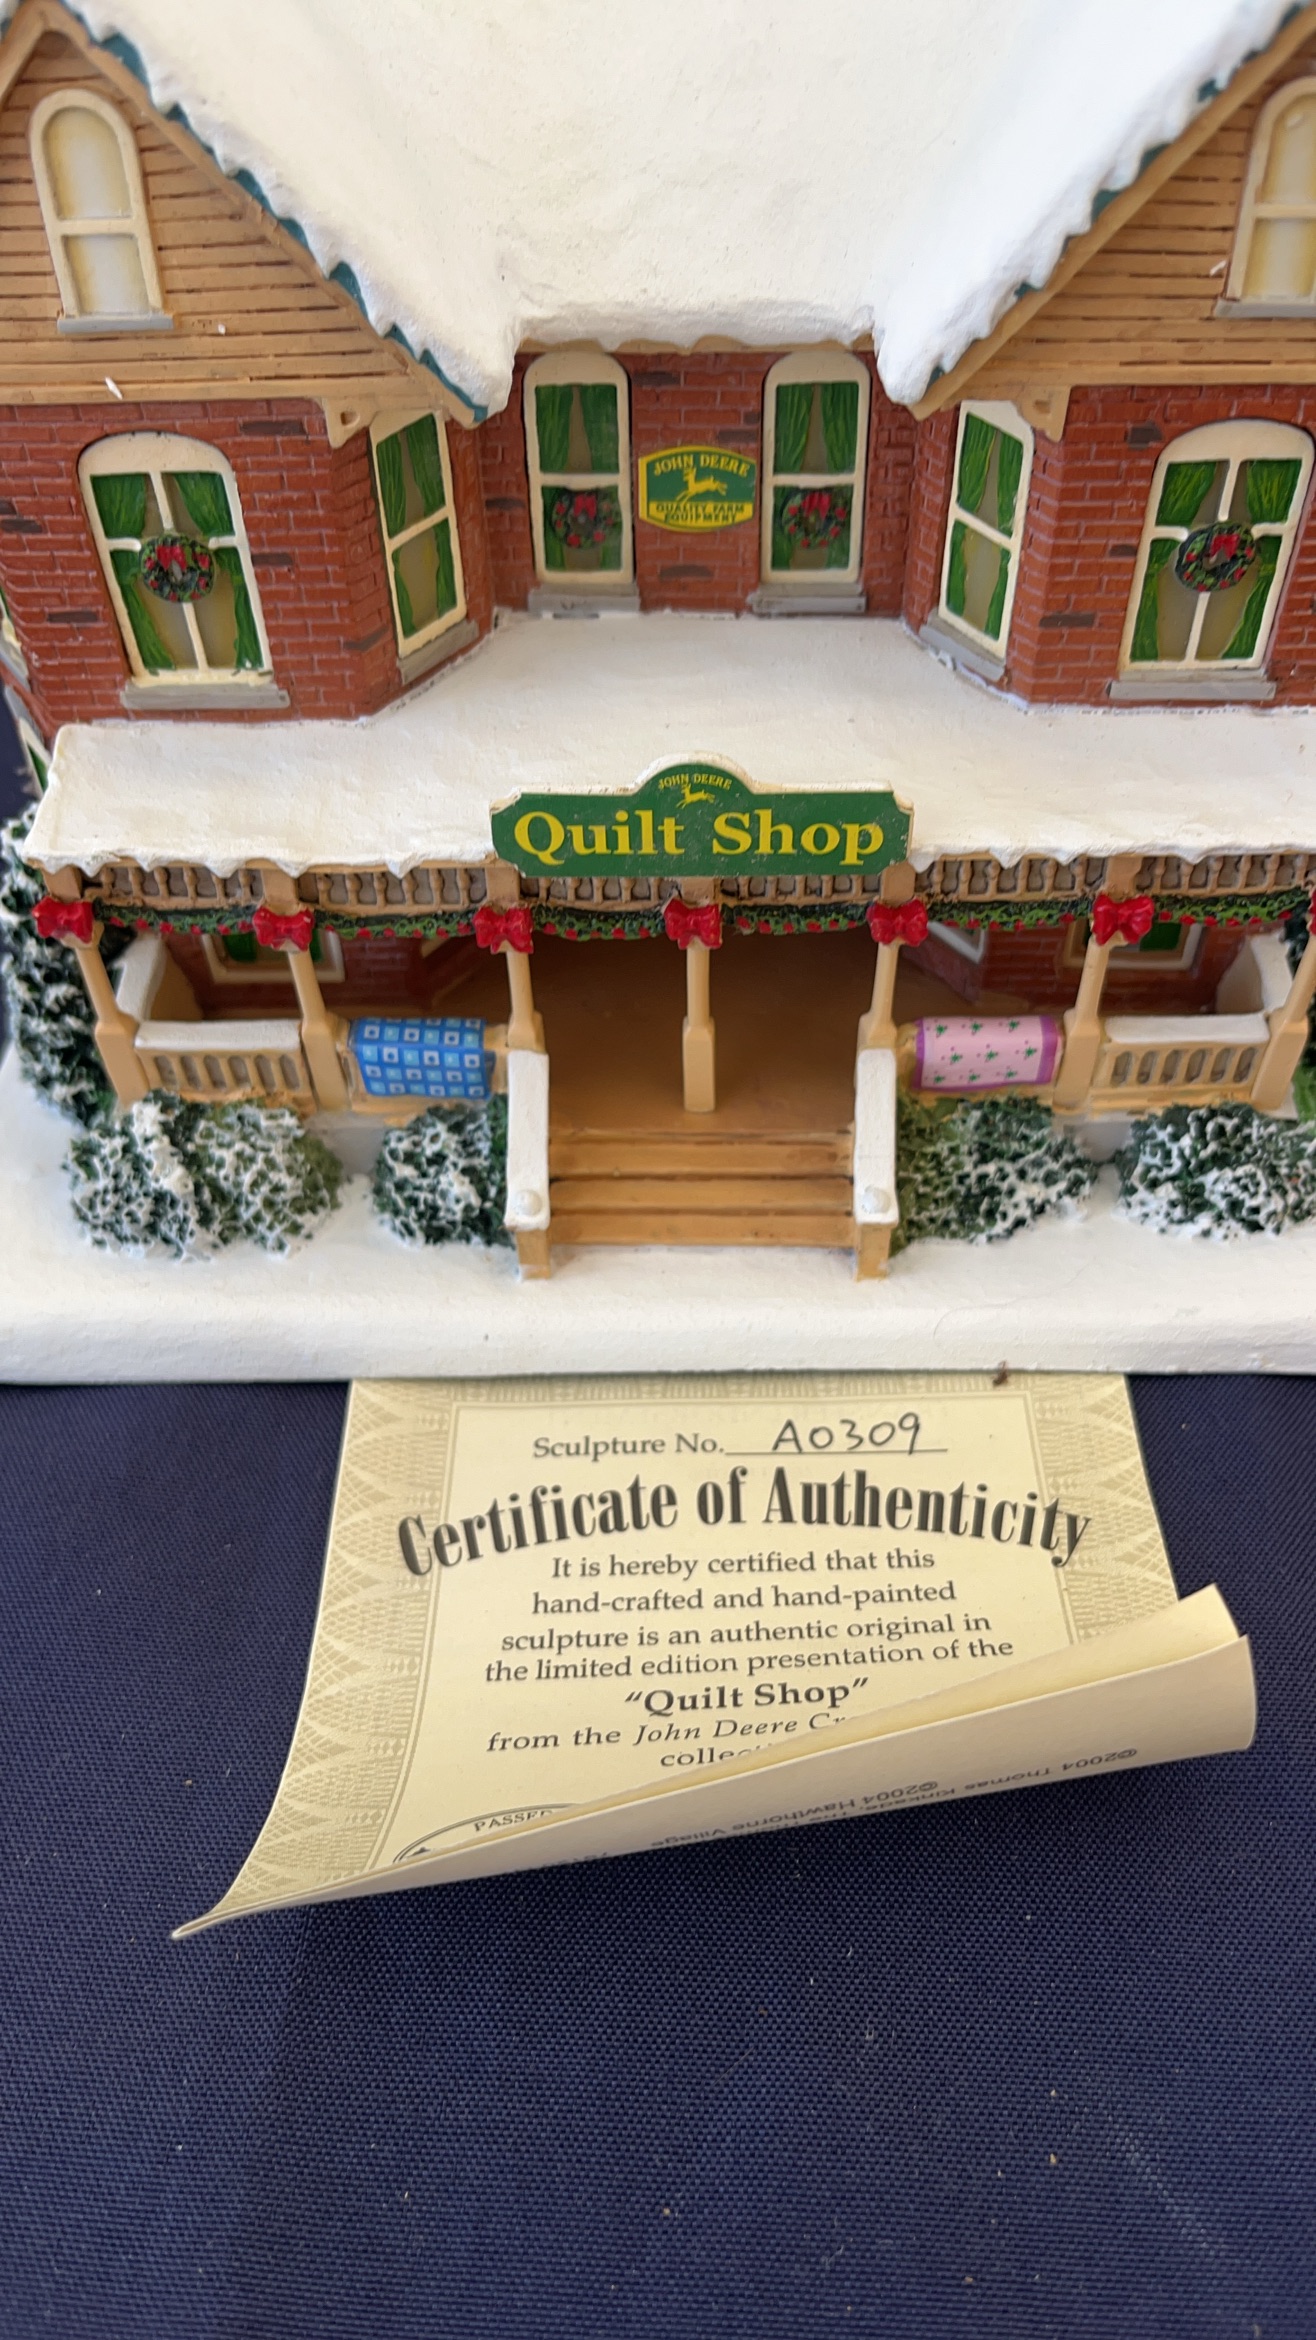 JOHN DEERE
QUALITY FARM
EQUIPMENT
JOHN DEERE
Quilt Shop
Sculpture No. A0309
Certificate of Authenticity
It is hereby certified that this
hand-crafted and hand-painted
sculpture is an authentic original in
the limited edition presentation of the
"Quilt Shop"
from the John Deere
PASSED
©2004 Hawthorne Village
©2004 Thomas Kinkade, The